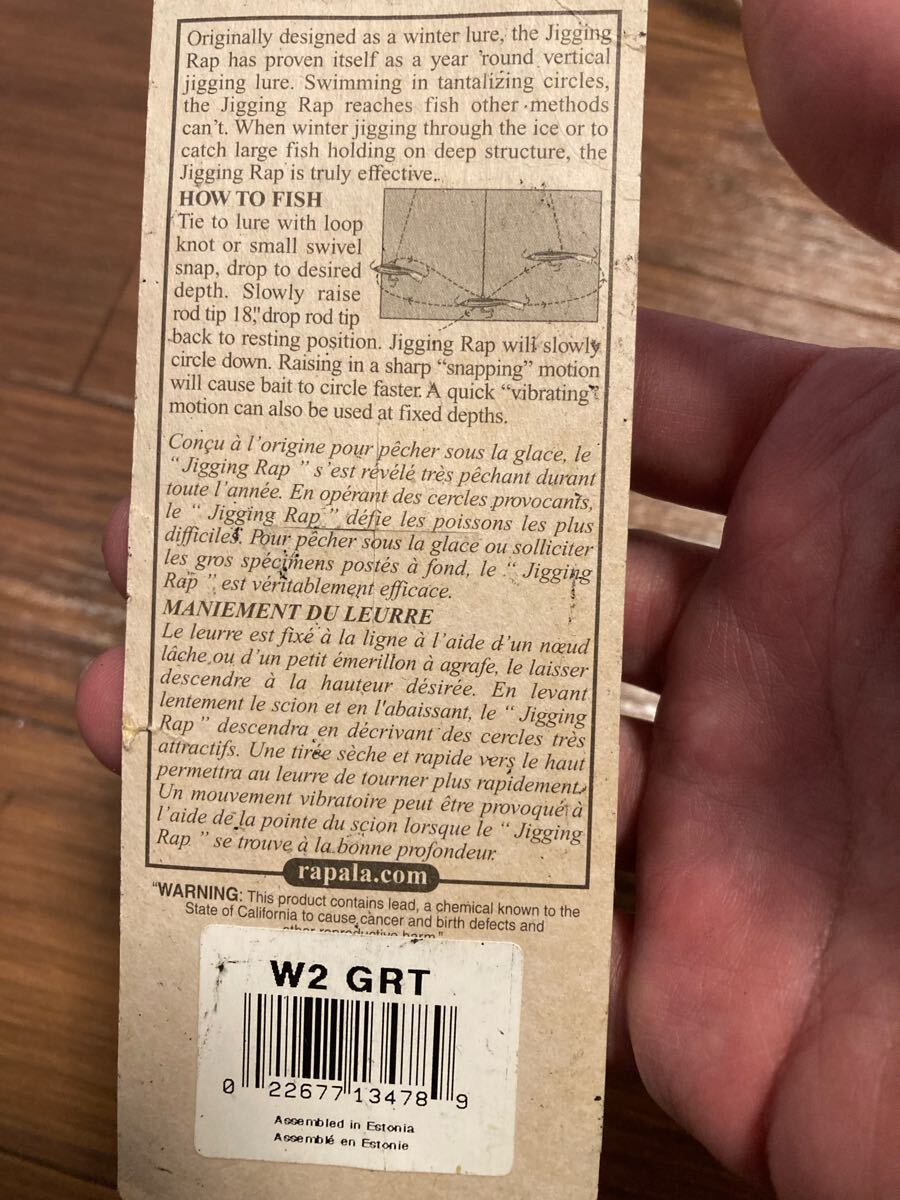 Originally designed as a winter lure, the Jigging
Rap has proven itself as a year 'round vertical
jigging lure. Swimming in tantalizing circles,
the Jigging Rap reaches fish other methods
can't. When winter jigging through the ice or to
catch large fish holding on deep structure, the
Jigging Rap is truly effective.
HOW TO FISH
Tie to lure with loop
knot or small swivel
snap, drop to desired
depth. Slowly raise
rod tip 18," drop rod tip
back to resting position. Jigging Rap will slowly
circle down. Raising in a sharp "snapping" motion
will cause bait to circle faster. A quick "vibrating"
motion can also be used at fixed depths.
Conçu à l'origine pour pêcher sous la glace, le
" Jigging Rap " s'est révélé très pêchant durant
toute l'année. En opérant des cercles provocants,
le " Jigging Rap " défie les poissons les plus
difficiles. Pour pêcher sous la glace ou solliciter
les gros spécimens postés à fond, le " Jigging
Rap " est véritablement efficace.
MANIEMENT DU LEURRE
Le leurre est fixé à la ligne à l'aide d'un nœud
lâche ou d'un petit émerillon à agrafe, le laisser
descendre à la hauteur désirée. En levant
lentement le scion et en l'abaissant, le " Jigging
Rap " descendra en décrivant des cercles très
attractifs. Une tirée sèche et rapide vers le haut
permettra au leurre de tourner plus rapidement.
Un mouvement vibratoire peut être provoqué à
l'aide de la pointe du scion lorsque le " Jigging
Rap " se trouve à la bonne profondeur.
rapala.com
"WARNING: This product contains lead, a chemical known to the
State of California to cause cancer and birth defects and
other reproductive harm."
W2 GRT
0 22677 13478 9
Assembled in Estonia
Assemblé en Estonie